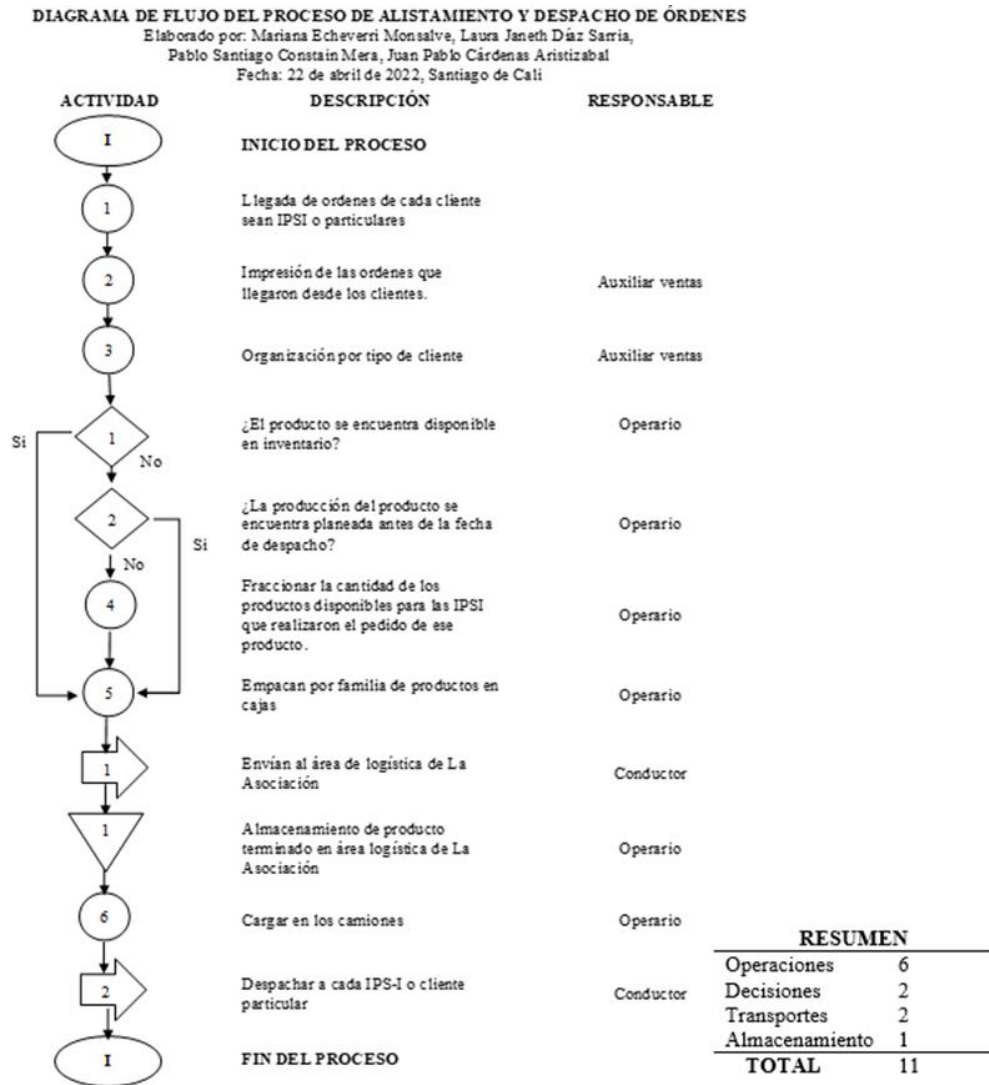 DIAGRAMA DE FLUJO DEL PROCESO DE ALISTAMIENTO Y DESPACHO DE ÓRDENES
Elaborado por: Mariana Echeverri Monsalve, Laura Janeth Díaz Sarria,
Pablo Santiago Constain Mera, Juan Pablo Cárdenas Aristizabal
Fecha: 22 de abril de 2022, Santiago de Cali
ACTIVIDAD DESCRIPCIÓN RESPONSABLE
I INICIO DEL PROCESO
1 Llegada de ordenes de cada cliente
sean IPSI o particulares
2 Impresión de las ordenes que
llegaron desde los clientes.
Auxiliar ventas
3 Organización por tipo de cliente Auxiliar ventas
Si
1
No
¿El producto se encuentra disponible
en inventario?
Operario
2
Si
No
¿La producción del producto se
encuentra planeada antes de la fecha
de despacho?
Operario
4
Fraccionar la cantidad de los
productos disponibles para las IPSI
que realizaron el pedido de ese
producto.
Operario
5
Empacan por familia de productos en
cajas
Operario
1
Envían al área de logística de La
Asociación
Conductor
1
Almacenamiento de producto
terminado en área logística de La
Asociación
Operario
6 Cargar en los camiones Operario
2
Despachar a cada IPS-I o cliente
particular
Conductor
I FIN DEL PROCESO
RESUMEN
Operaciones 6
Decisiones 2
Transportes 2
Almacenamiento 1
TOTAL 11